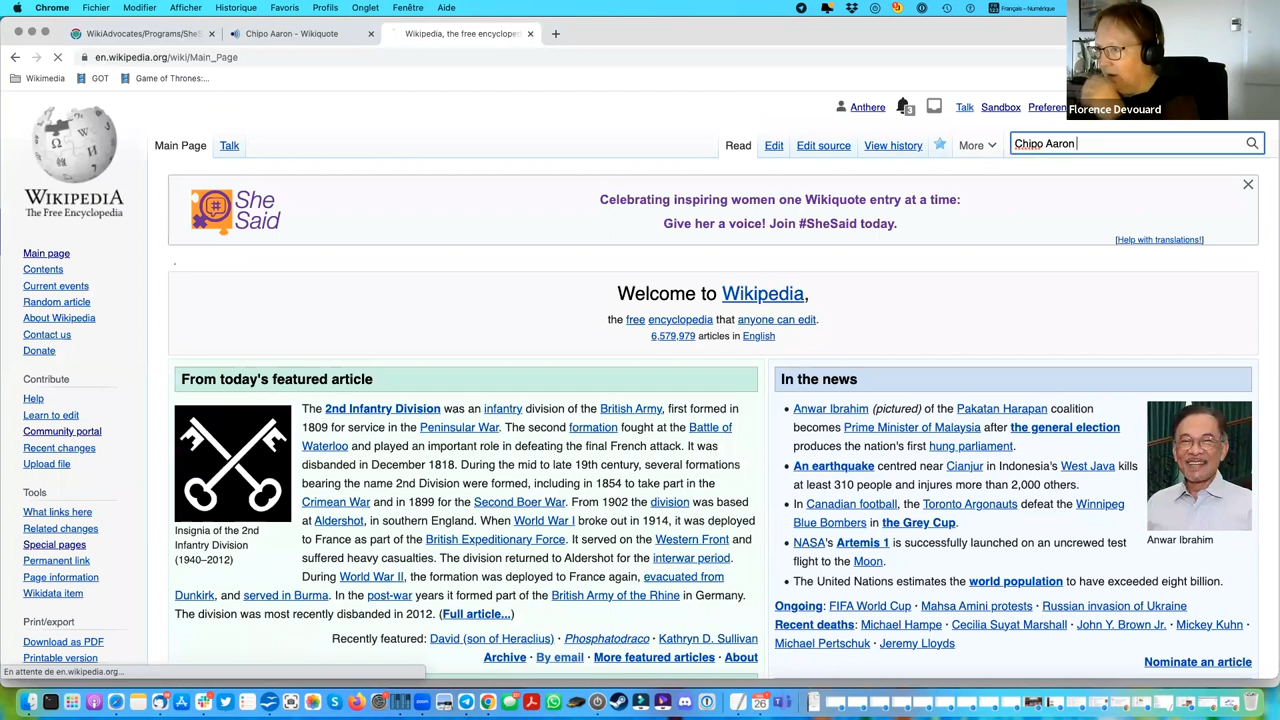 Chrome Fichier Modifier Afficher Historique Favoris Profils Onglet Fenêtre Aide
Français – Numérique
WikiAdvocates/Programs/She
Chipo Aaron - Wikiquote
Wikipedia, the free encycloped
en.wikipedia.org/wiki/Main_Page
Wikimedia GOT Game of Thrones:...
Florence Devouard
Anthere 3 Talk Sandbox Preferen
Main Page Talk Read Edit Edit source View history More Chipo Aaron
WIKIPEDIA
The Free Encyclopedia
Main page
Contents
Current events
Random article
About Wikipedia
Contact us
Donate
Contribute
Help
Learn to edit
Community portal
Recent changes
Upload file
Tools
What links here
Related changes
Special pages
Permanent link
Page information
Wikidata item
Print/export
Download as PDF
Printable version
En attente de en.wikipedia.org...
She
Said
Celebrating inspiring women one Wikiquote entry at a time:
Give her a voice! Join #SheSaid today.
[Help with translations!]
Welcome to Wikipedia,
the free encyclopedia that anyone can edit.
6,579,979 articles in English
From today's featured article
Insignia of the 2nd
Infantry Division
(1940–2012)
The 2nd Infantry Division was an infantry division of the British Army, first formed in
1809 for service in the Peninsular War. The second formation fought at the Battle of
Waterloo and played an important role in defeating the final French attack. It was
disbanded in December 1818. During the mid to late 19th century, several formations
bearing the name 2nd Division were formed, including in 1854 to take part in the
Crimean War and in 1899 for the Second Boer War. From 1902 the division was based
at Aldershot, in southern England. When World War I broke out in 1914, it was deployed
to France as part of the British Expeditionary Force. It served on the Western Front and
suffered heavy casualties. The division returned to Aldershot for the interwar period.
During World War II, the formation was deployed to France again, evacuated from
Dunkirk, and served in Burma. In the post-war years it formed part of the British Army of the Rhine in Germany.
The division was most recently disbanded in 2012. (Full article...)
Recently featured: David (son of Heraclius) · Phosphatodraco · Kathryn D. Sullivan
Archive · By email · More featured articles · About
In the news
Anwar Ibrahim (pictured) of the Pakatan Harapan coalition
becomes Prime Minister of Malaysia after the general election
produces the nation's first hung parliament.
An earthquake centred near Cianjur in Indonesia's West Java kills
at least 310 people and injures more than 2,000 others.
In Canadian football, the Toronto Argonauts defeat the Winnipeg
Blue Bombers in the Grey Cup.
NASA's Artemis 1 is successfully launched on an uncrewed test
flight to the Moon.
The United Nations estimates the world population to have exceeded eight billion.
Anwar Ibrahim
Ongoing: FIFA World Cup · Mahsa Amini protests · Russian invasion of Ukraine
Recent deaths: Michael Hampe · Cecilia Suyat Marshall · John Y. Brown Jr. · Mickey Kuhn ·
Michael Pertschuk · Jeremy Lloyds
Nominate an article
26